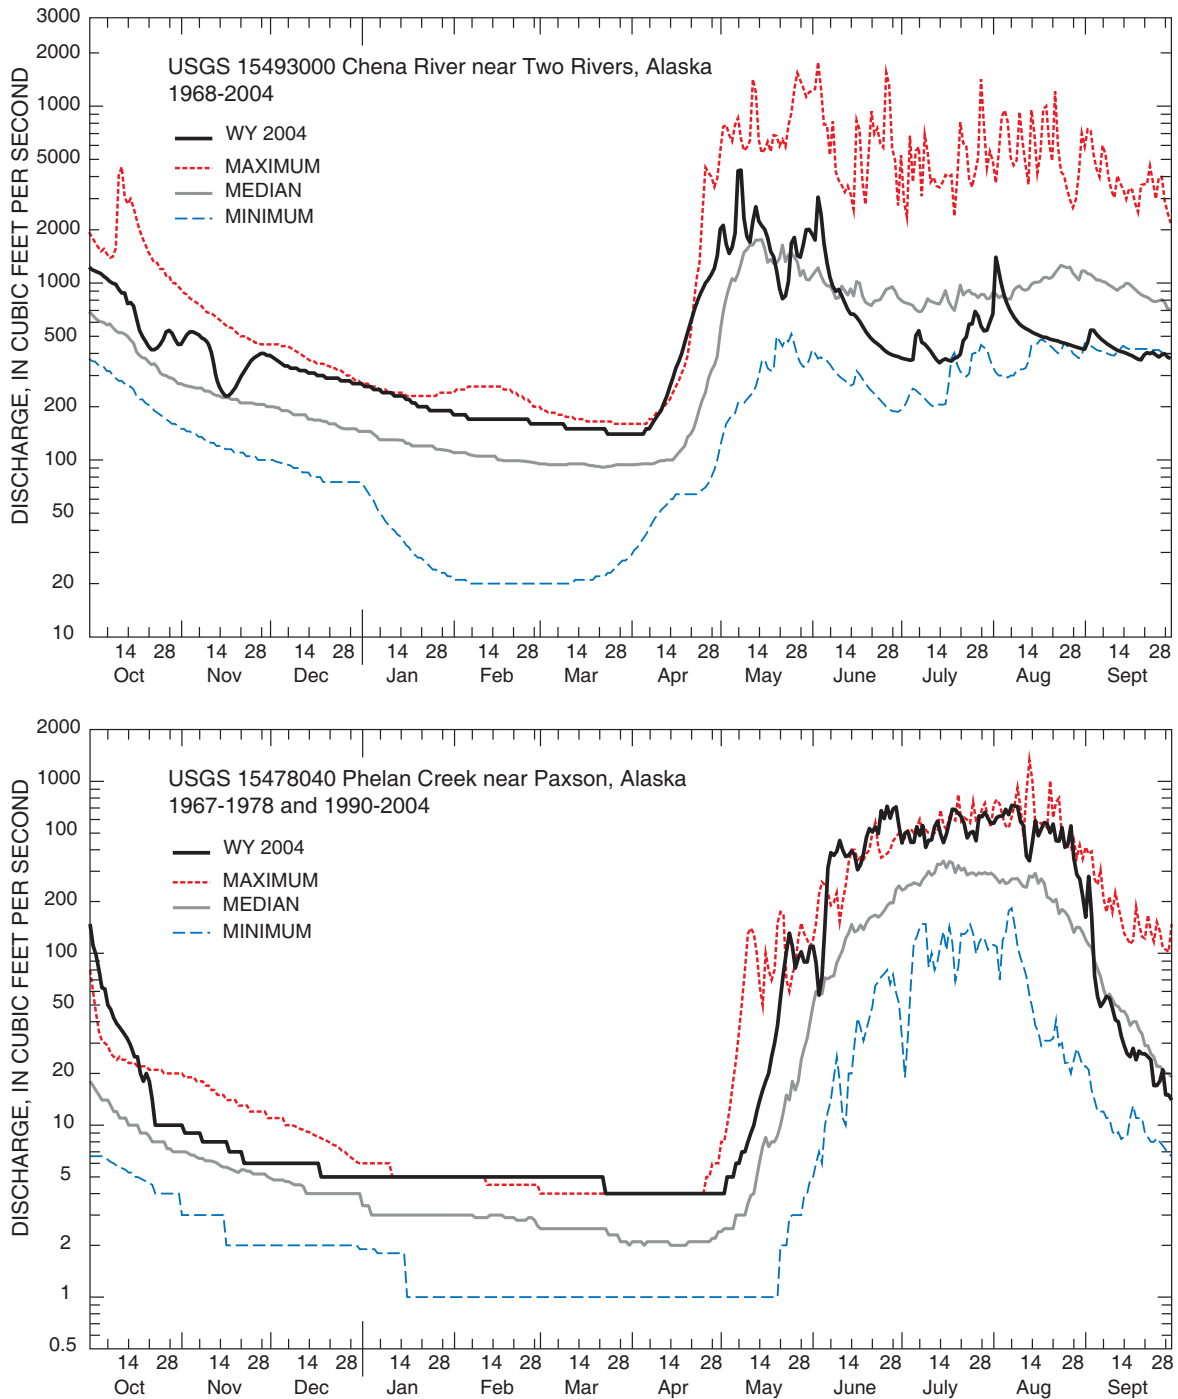 3000
2000
1000
500
200
100
50
20
10
DISCHARGE, IN CUBIC FEET PER SECOND
USGS 15493000 Chena River near Two Rivers, Alaska
1968-2004
WY 2004
MAXIMUM
MEDIAN
MINIMUM
5000
2000
1000
14 28 14 28 14 28 14 28 14 28 14 28 14 28 14 28 14 28 14 28 14 28 14 28
Oct Nov Dec Jan Feb Mar Apr May June July Aug Sept
2000
1000
500
200
100
50
20
10
5
2
1
0.5
DISCHARGE, IN CUBIC FEET PER SECOND
USGS 15478040 Phelan Creek near Paxson, Alaska
1967-1978 and 1990-2004
WY 2004
MAXIMUM
MEDIAN
MINIMUM
14 28 14 28 14 28 14 28 14 28 14 28 14 28 14 28 14 28 14 28 14 28 14 28
Oct Nov Dec Jan Feb Mar Apr May June July Aug Sept